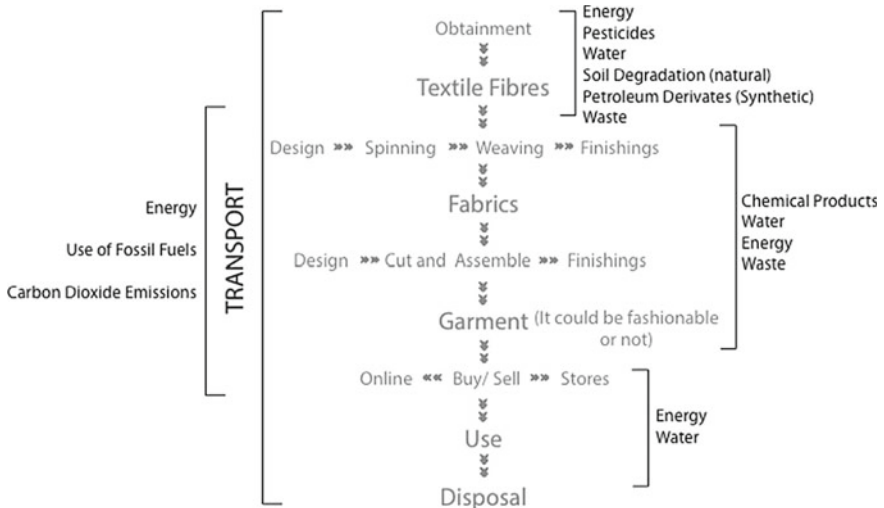 Obtainment
Energy
Pesticides
Water
Soil Degradation (natural)
Petroleum Derivates (Synthetic)
Waste
Textile Fibres
Design »» Spinning »» Weaving »» Finishings
Fabrics
Design »» Cut and Assemble »» Finishings
Garment (It could be fashionable
or not)
Chemical Products
Water
Energy
Waste
Online «« Buy/ Sell »» Stores
Use
Energy
Water
Disposal
TRANSPORT
Energy
Use of Fossil Fuels
Carbon Dioxide Emissions